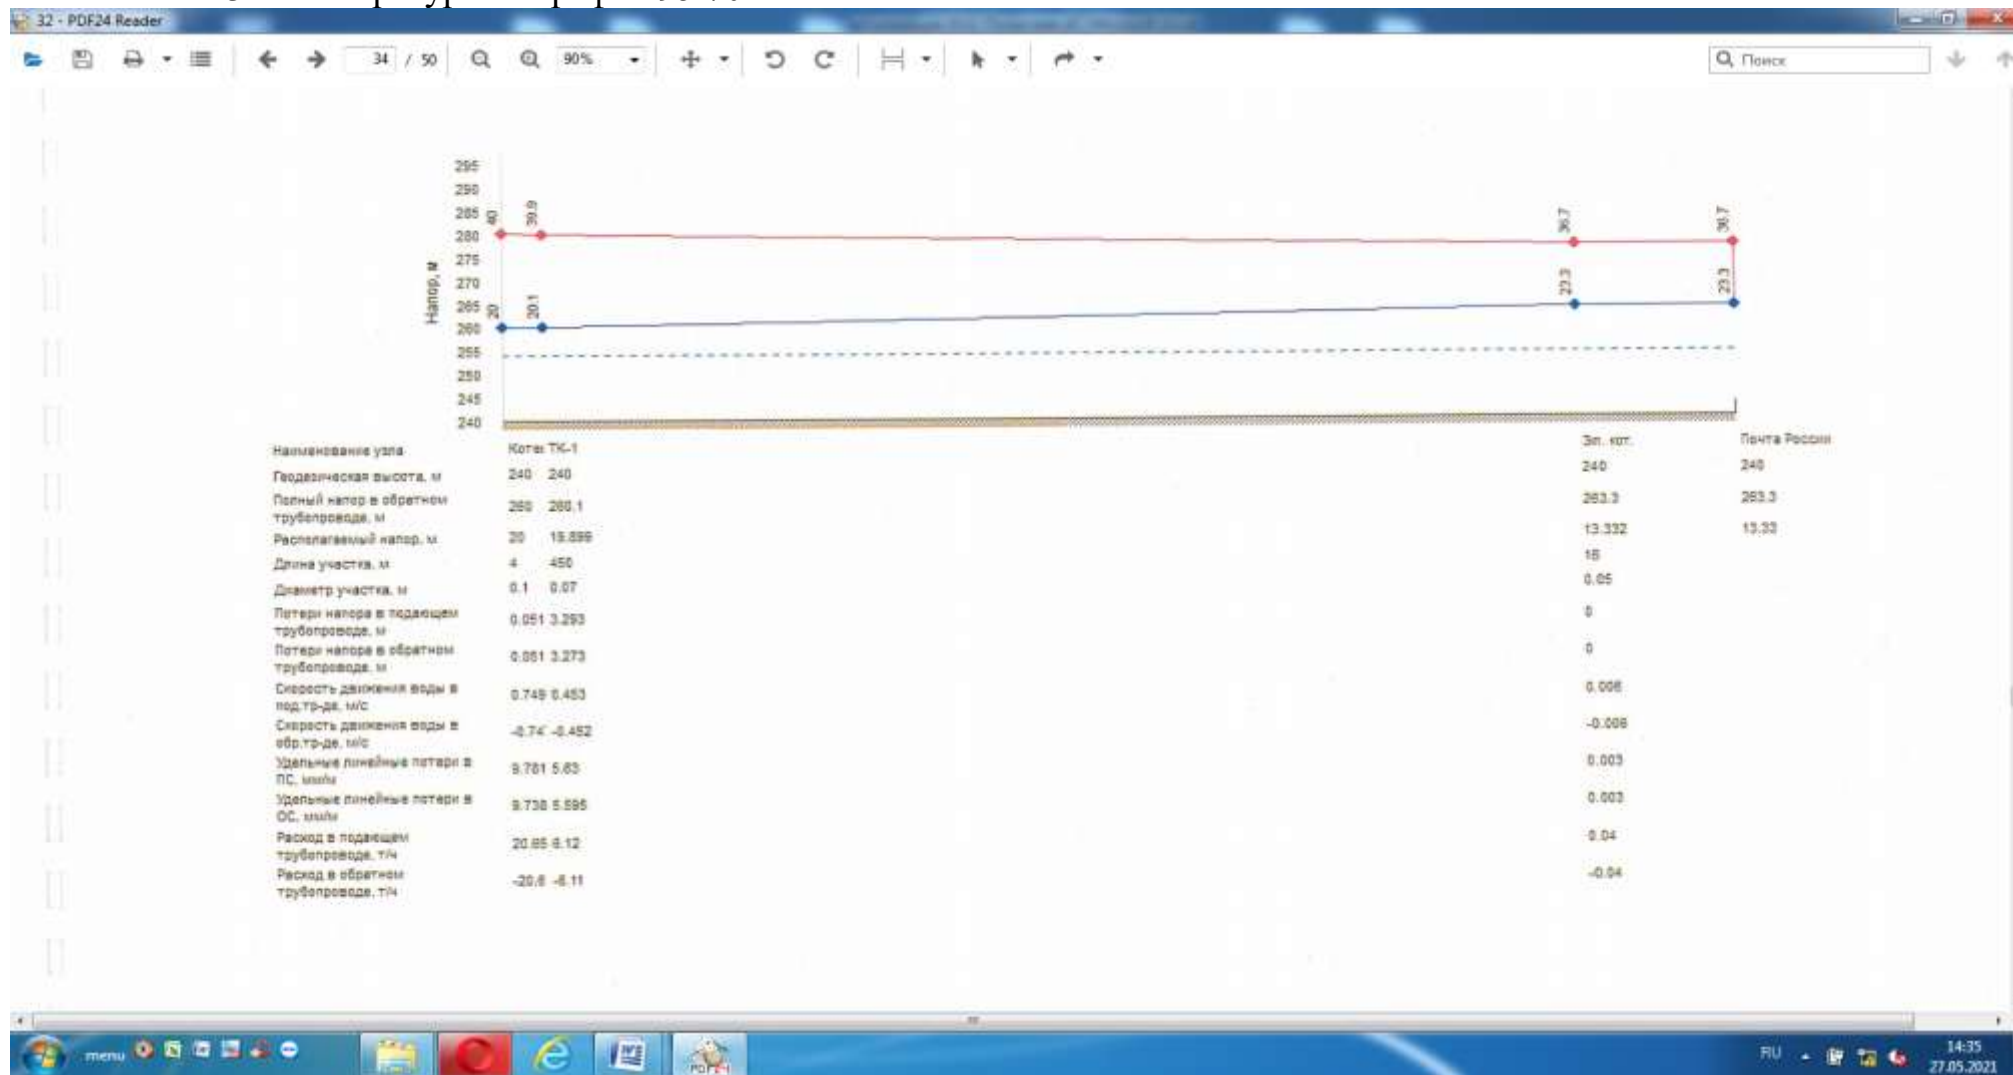 32 - PDF24 Reader
34 / 50
90%
Поиск
295
290
285
280
275
270
265
260
255
250
245
240
Напор, м
40
39.9
36.7
36.7
20
20.1
23.3
23.3
Наименование узла Коте ТК-1 Эл. кот. Почта России
Геодезическая высота, м 240 240 240 240
Полный напор в обратном
трубопроводе, м 260 260.1 263.3 263.3
Располагаемый напор, м 20 19.899 13.332 13.33
Длина участка, м 4 450 16
Диаметр участка, м 0.1 0.07 0.05
Потери напора в подающем
трубопроводе, м 0.051 3.293 0
Потери напора в обратном
трубопроводе, м 0.051 3.273 0
Скорость движения воды в
под.тр-де, м/с 0.749 0.453 0.006
Скорость движения воды в
обр.тр-де, м/с -0.74 -0.452 -0.006
Удельные линейные потери в
ПС, мм/м 9.781 5.63 0.003
Удельные линейные потери в
ОС, мм/м 9.738 5.595 0.003
Расход в подающем
трубопроводе, т/ч 20.65 6.12 0.04
Расход в обратном
трубопроводе, т/ч -20.6 -6.11 -0.04
menu
RU
14:35
27.05.2021